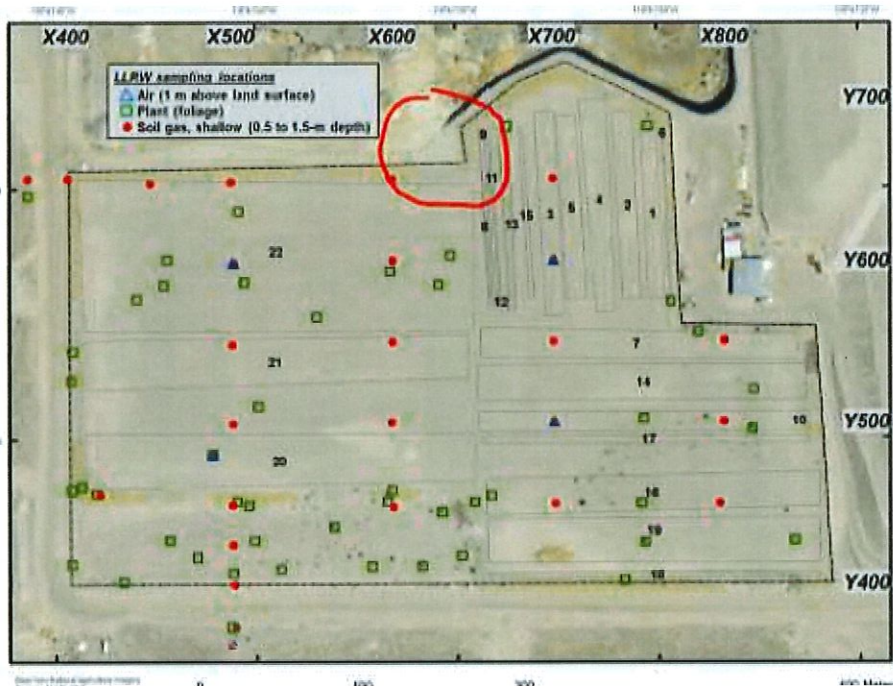 X400 X500 X600 X700 X800
LLRW sampling locations
Air (1 m above land surface)
Plant (foliage)
Soil gas, shallow (0.5 to 1.5-m depth)
Y700
9 6
11
15 3 5 4 2 1
8 13
22
Y600
12
7
21
14
Y500
10
17
20
16
19
18
Y400
1 2